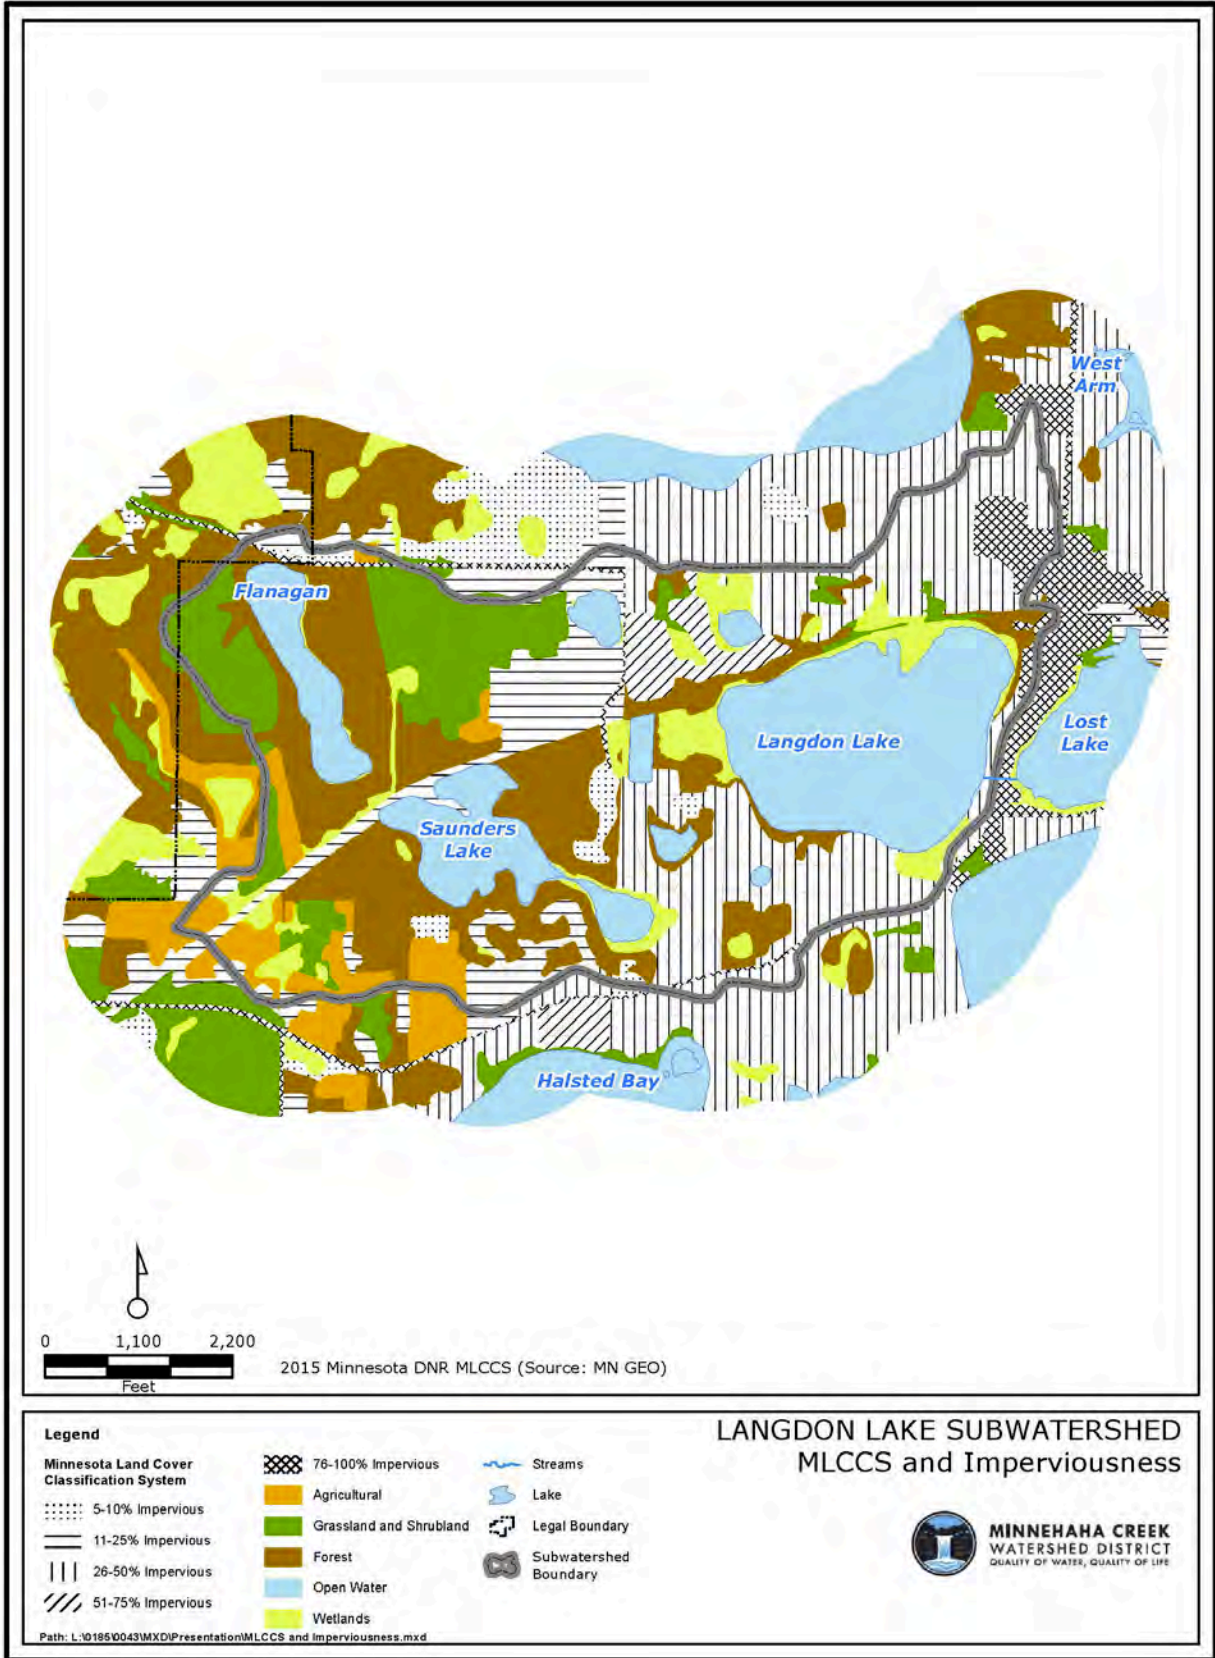 West
Arm
Flanagan
Langdon Lake
Lost
Lake
Saunders
Lake
Halsted Bay
0 1,100 2,200
Feet
2015 Minnesota DNR MLCCS (Source: MN GEO)
LANGDON LAKE SUBWATERSHED
MLCCS and Imperviousness
Legend
Minnesota Land Cover
Classification System
5-10% Impervious
11-25% Impervious
26-50% Impervious
51-75% Impervious
76-100% Impervious
Agricultural
Grassland and Shrubland
Forest
Open Water
Wetlands
Streams
Lake
Legal Boundary
Subwatershed
Boundary
MINNEHAHA CREEK
WATERSHED DISTRICT
QUALITY OF WATER, QUALITY OF LIFE
Path: L:\0185\0043\MXD\Presentation\MLCCS and Imperviousness.mxd